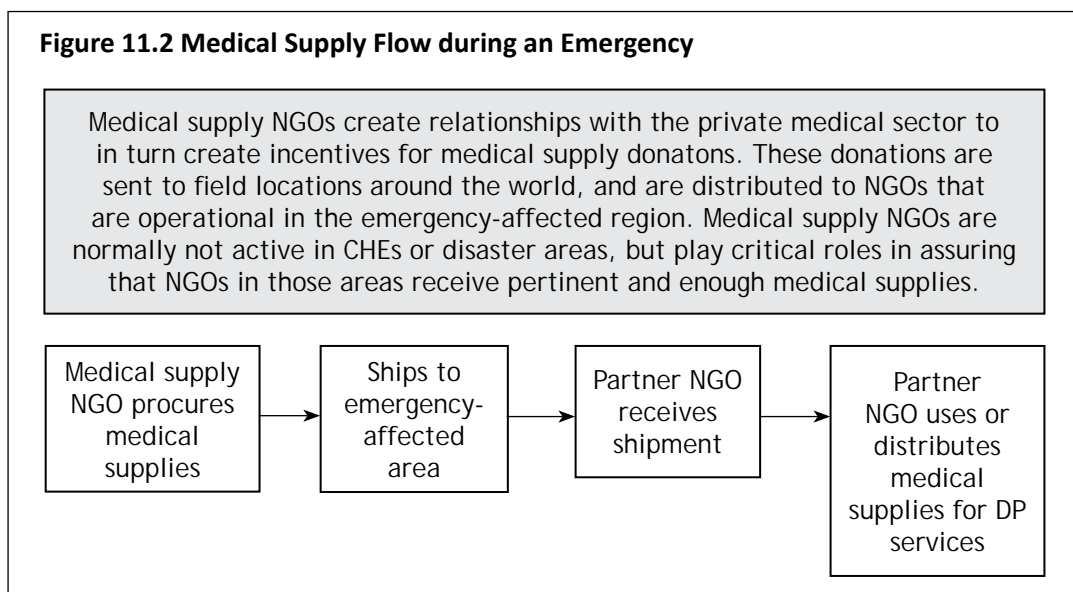 Figure 11.2 Medical Supply Flow during an Emergency
Medical supply NGOs create relationships with the private medical sector to
in turn create incentives for medical supply donatons. These donations are
sent to field locations around the world, and are distributed to NGOs that
are operational in the emergency-affected region. Medical supply NGOs are
normally not active in CHEs or disaster areas, but play critical roles in assuring
that NGOs in those areas receive pertinent and enough medical supplies.
Medical supply
NGO procures
medical
supplies
Ships to
emergency-
affected
area
Partner NGO
receives
shipment
Partner
NGO uses or
distributes
medical
supplies for DP
services